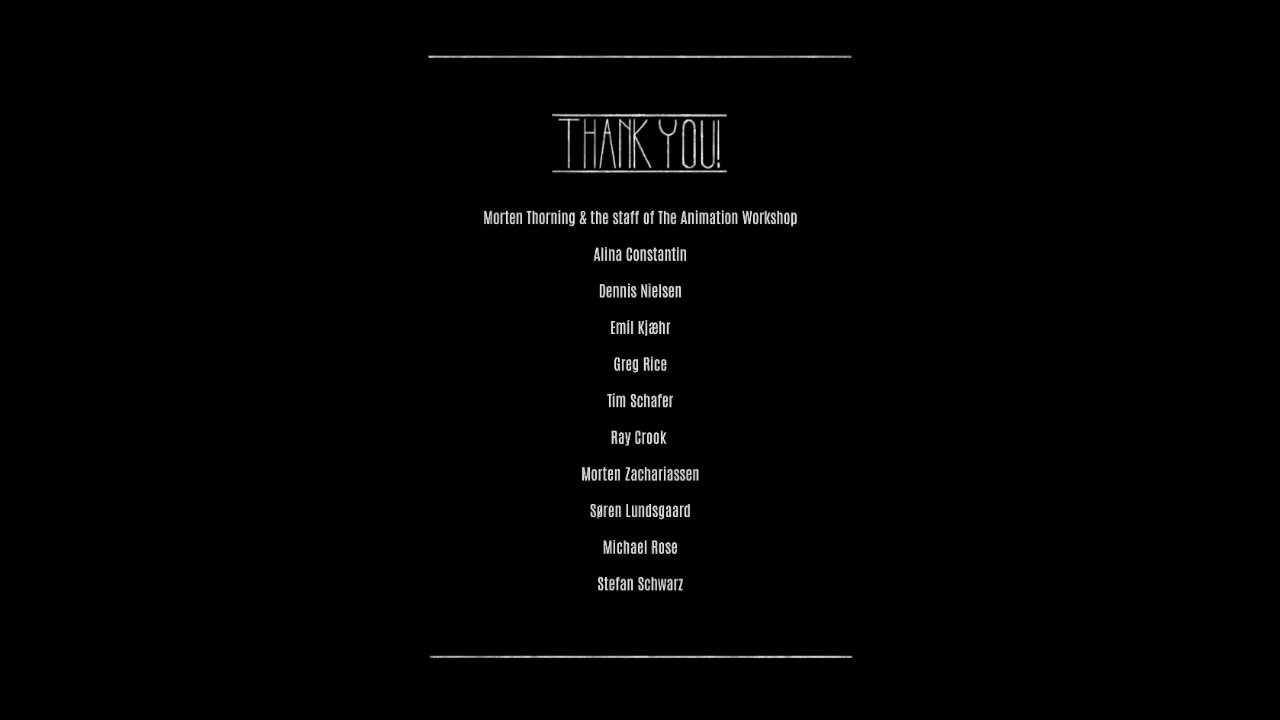 THANK YOU!
Morten Thorning & the staff of The Animation Workshop
Alina Constantin
Dennis Nielsen
Emil Kjæhr
Greg Rice
Tim Schafer
Ray Crook
Morten Zachariassen
Søren Lundsgaard
Michael Rose
Stefan Schwarz